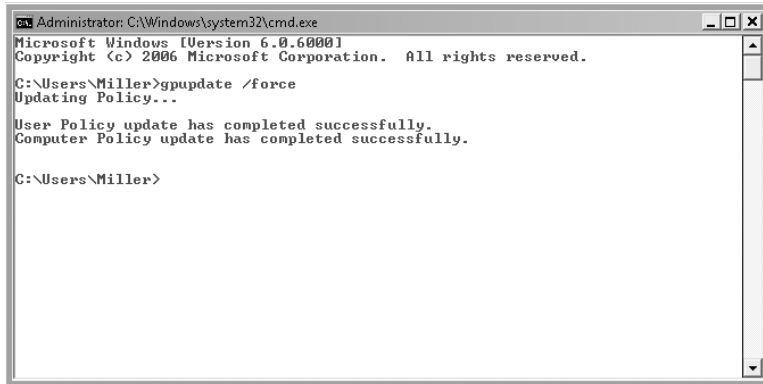 Administrator: C:\Windows\system32\cmd.exe
Microsoft Windows [Version 6.0.6000]
Copyright (c) 2006 Microsoft Corporation.  All rights reserved.
C:\Users\Miller>gpupdate /force
Updating Policy...
User Policy update has completed successfully.
Computer Policy update has completed successfully.
C:\Users\Miller>